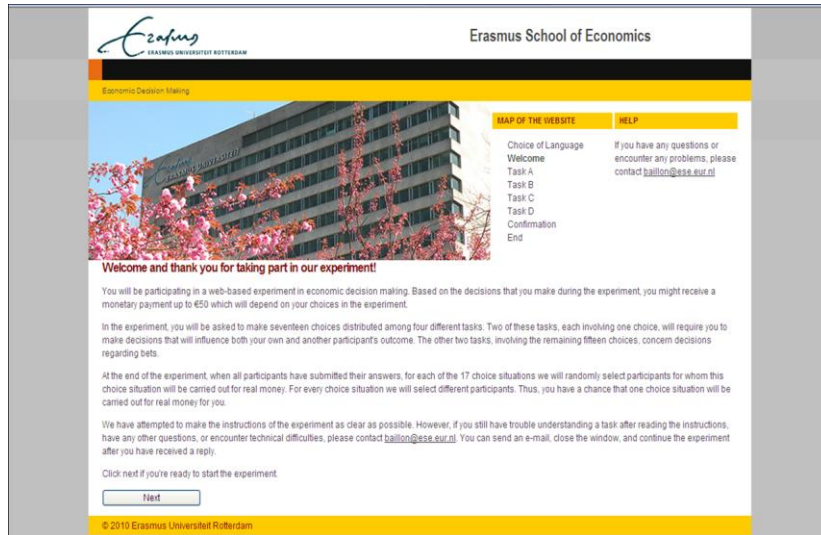 Erasmus
ERASMUS UNIVERSITEIT ROTTERDAM
Erasmus School of Economics
Economic Decision Making
ERASMUS UNIVERSITEIT
MAP OF THE WEBSITE
Choice of Language
Welcome
Task A
Task B
Task C
Task D
Confirmation
End
HELP
If you have any questions or
encounter any problems, please
contact baillon@ese.eur.nl
Welcome and thank you for taking part in our experiment!
You will be participating in a web-based experiment in economic decision making. Based on the decisions that you make during the experiment, you might receive a
monetary payment up to €50 which will depend on your choices in the experiment.
In the experiment, you will be asked to make seventeen choices distributed among four different tasks. Two of these tasks, each involving one choice, will require you to
make decisions that will influence both your own and another participant's outcome. The other two tasks, involving the remaining fifteen choices, concern decisions
regarding bets.
At the end of the experiment, when all participants have submitted their answers, for each of the 17 choice situations we will randomly select participants for whom this
choice situation will be carried out for real money. For every choice situation we will select different participants. Thus, you have a chance that one choice situation will be
carried out for real money for you.
We have attempted to make the instructions of the experiment as clear as possible. However, if you still have trouble understanding a task after reading the instructions,
have any other questions, or encounter technical difficulties, please contact baillon@ese.eur.nl. You can send an e-mail, close the window, and continue the experiment
after you have received a reply.
Click next if you're ready to start the experiment.
Next
© 2010 Erasmus Universiteit Rotterdam